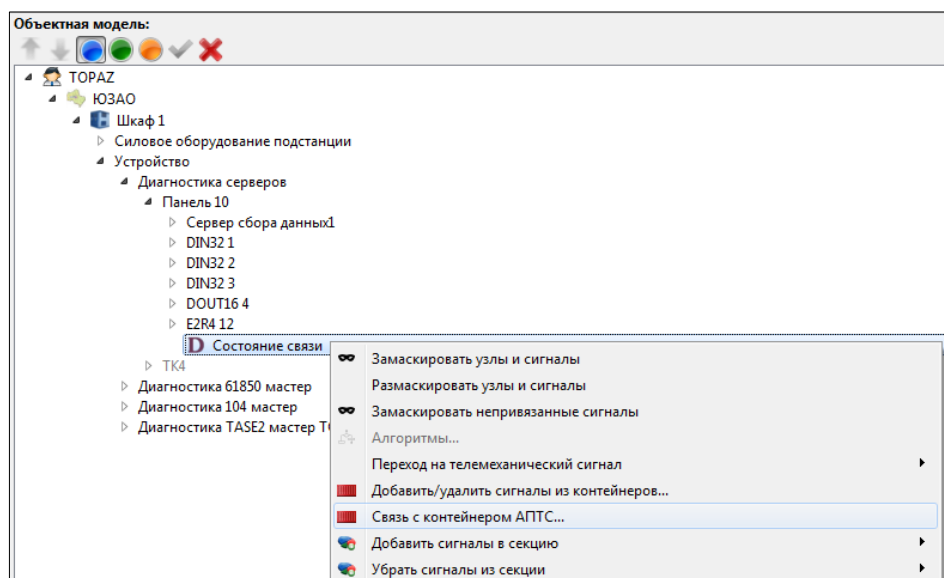 Объектная модель:
TOPAZ
ЮЗАО
Шкаф 1
Силовое оборудование подстанции
Устройство
Диагностика серверов
Панель 10
Сервер сбора данных1
DIN32 1
DIN32 2
DIN32 3
DOUT16 4
E2R4 12
D Состояние связи
ТК4
Диагностика 61850 мастер
Диагностика 104 мастер
Диагностика TASE2 мастер
Замаскировать узлы и сигналы
Размаскировать узлы и сигналы
Замаскировать непривязанные сигналы
Алгоритмы...
Переход на телемеханический сигнал
Добавить/удалить сигналы из контейнеров...
Связь с контейнером АПТС...
Добавить сигналы в секцию
Убрать сигналы из секции